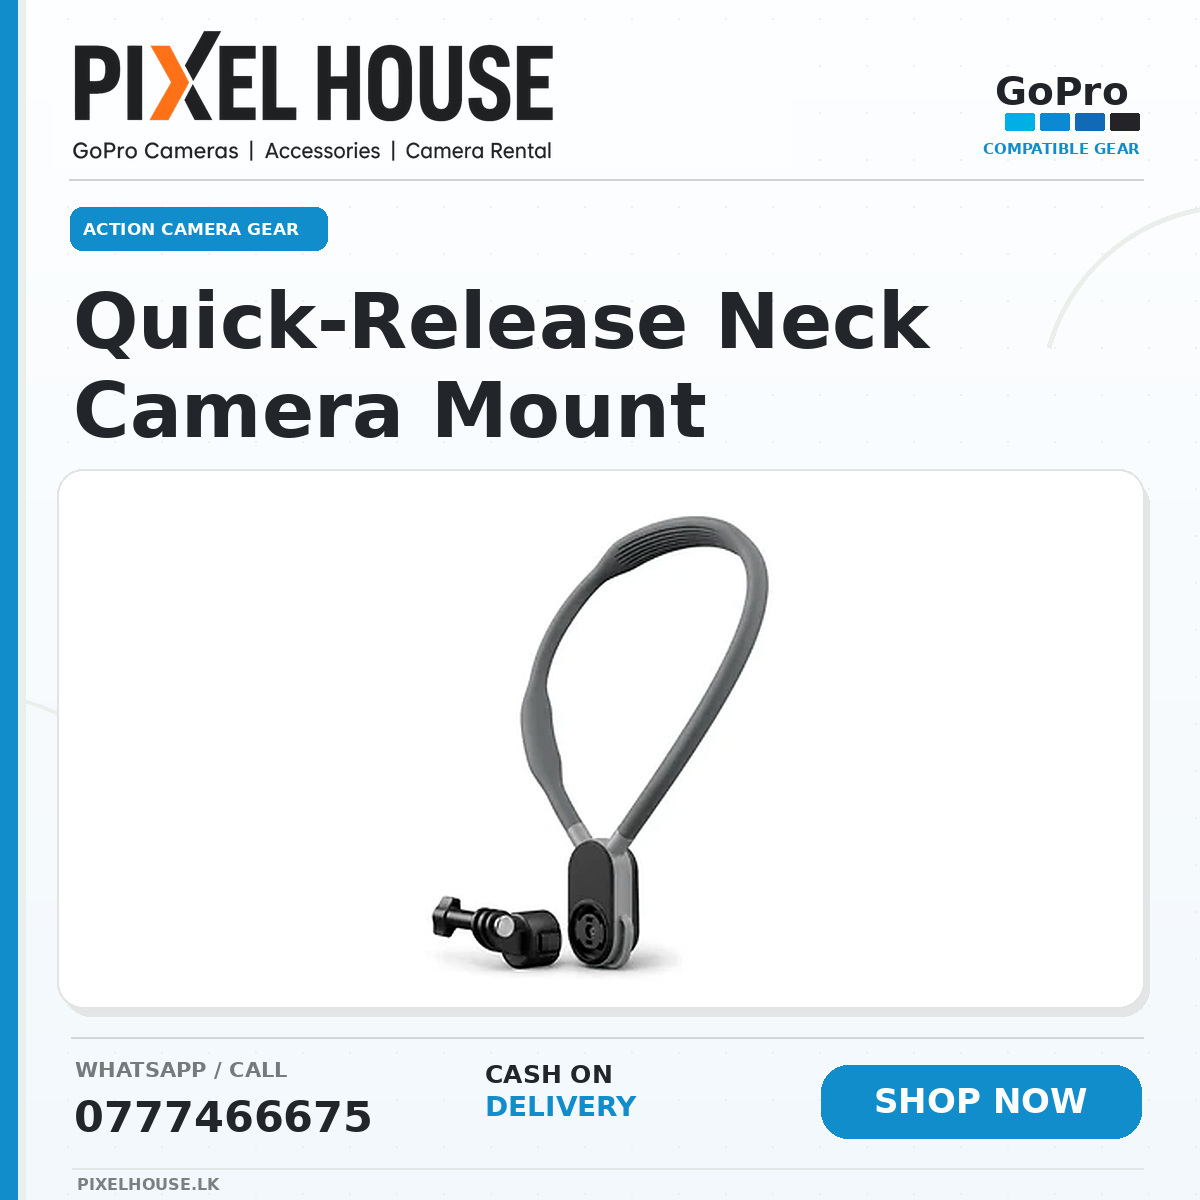 PIXEL HOUSE
GoPro Cameras | Accessories | Camera Rental
GoPro
COMPATIBLE GEAR
ACTION CAMERA GEAR
Quick-Release Neck
Camera Mount
WHATSAPP / CALL
0777466675
CASH ON
DELIVERY
SHOP NOW
PIXELHOUSE.LK